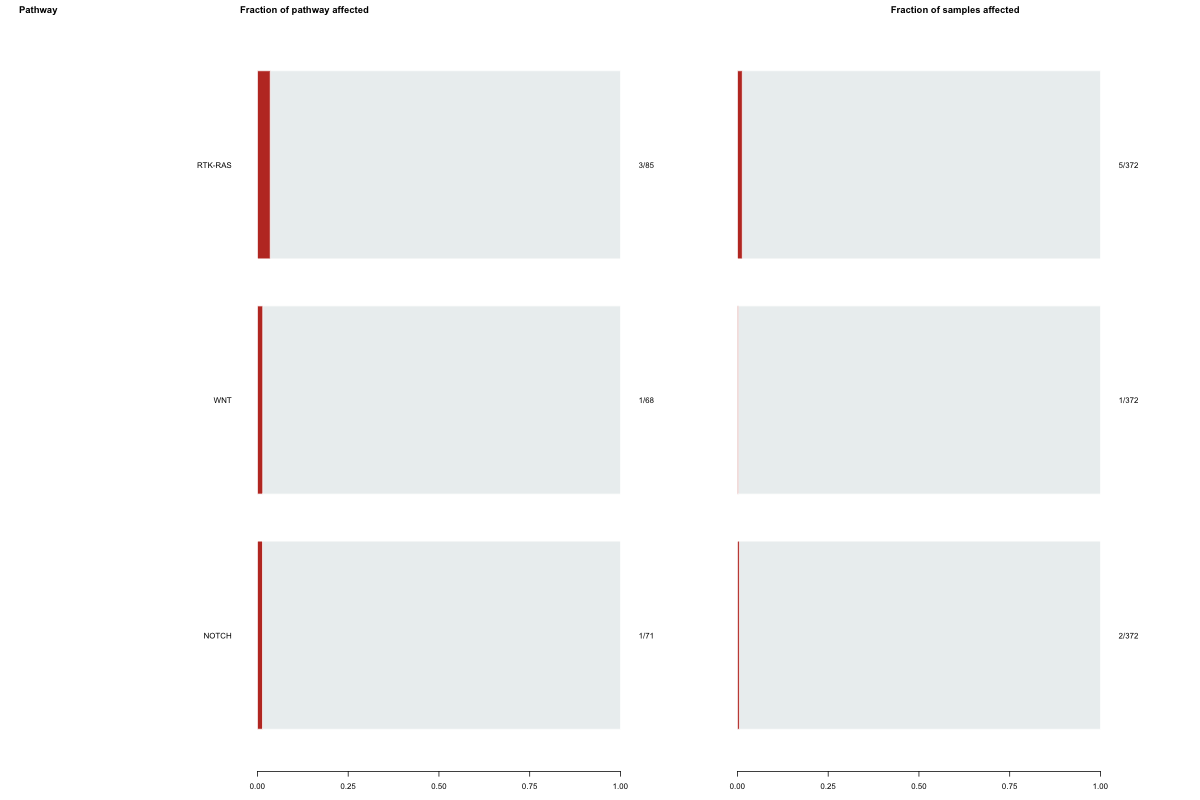 Pathway Fraction of pathway affected Fraction of samples affected
RTK-RAS 3/85 5/372
WNT 1/68 1/372
NOTCH 1/71 2/372
0.00 0.25 0.50 0.75 1.00 0.00 0.25 0.50 0.75 1.00